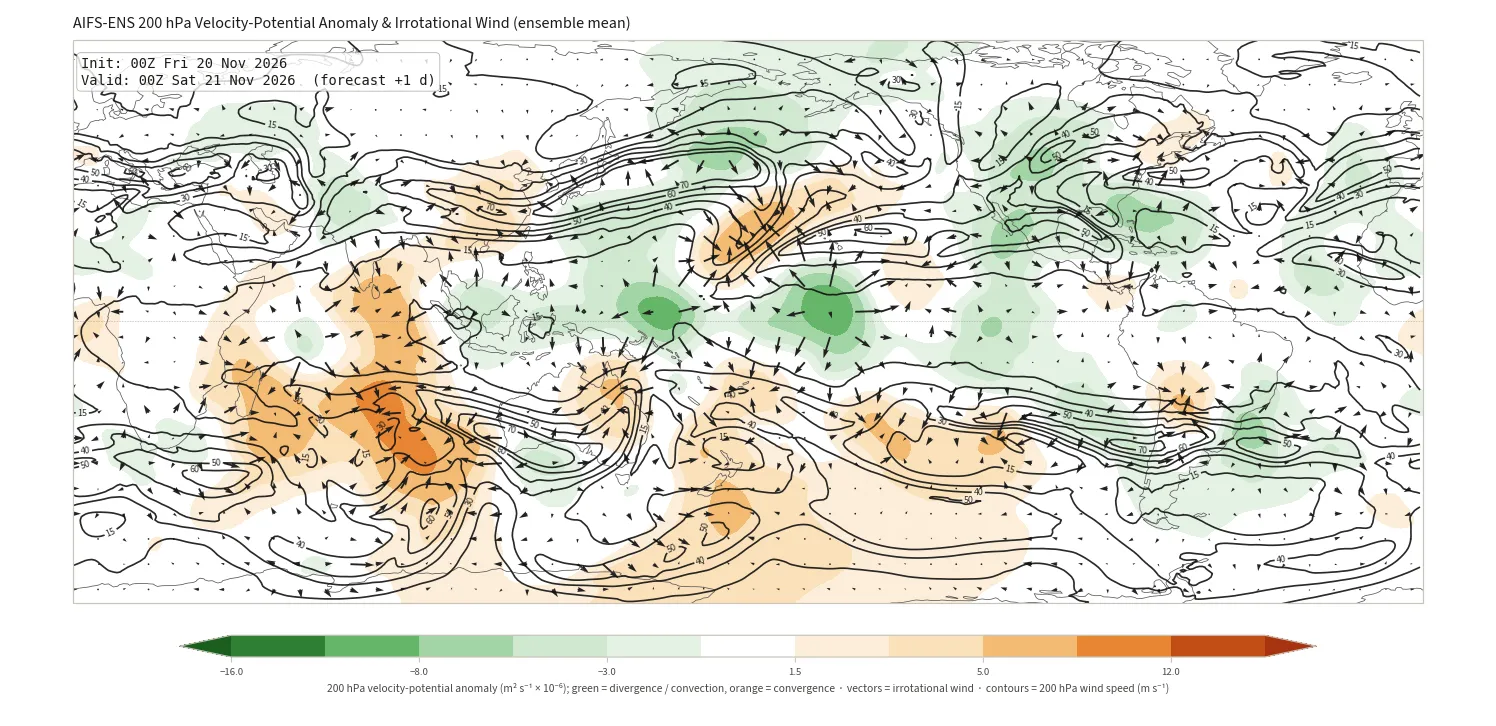 AIFS-ENS 200 hPa Velocity-Potential Anomaly & Irrotational Wind (ensemble mean)
Init: 00Z Fri 20 Nov 2026
Valid: 00Z Sat 21 Nov 2026 (forecast +1 d)
−16.0 −8.0 −3.0 1.5 5.0 12.0
200 hPa velocity-potential anomaly (m² s⁻¹ × 10⁻⁶); green = divergence / convection, orange = convergence · vectors = irrotational wind · contours = 200 hPa wind speed (m s⁻¹)